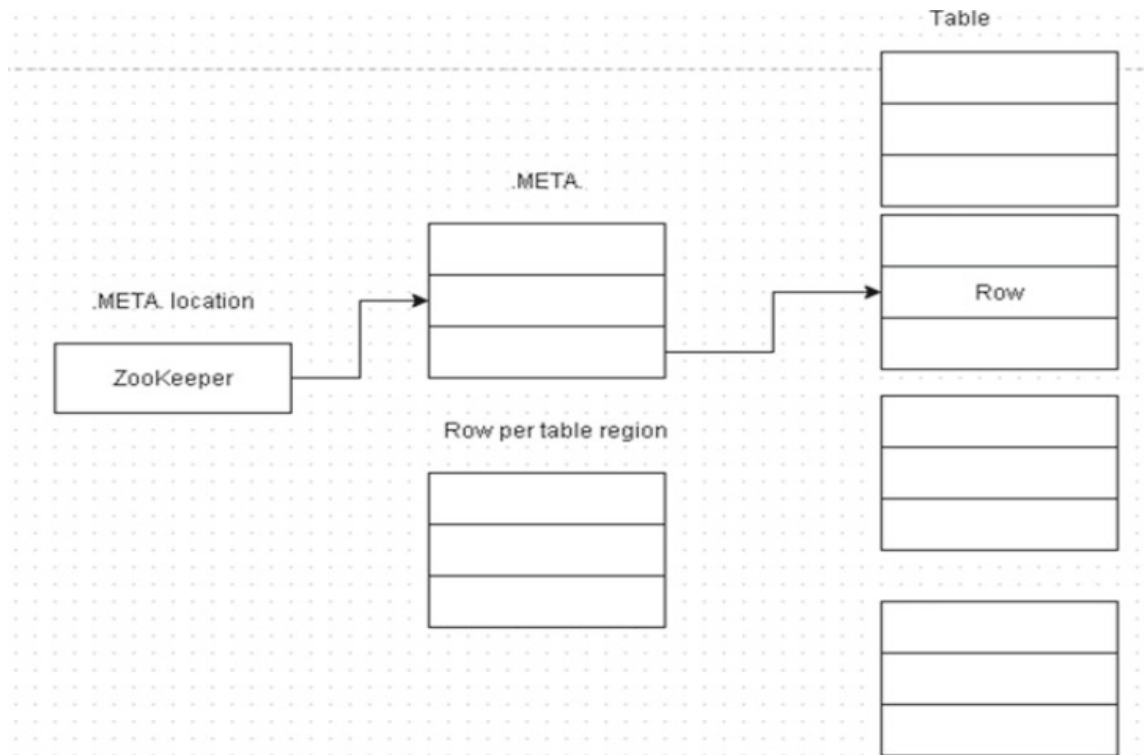 Table
.META.
.META. location
Row
ZooKeeper
Row per table region